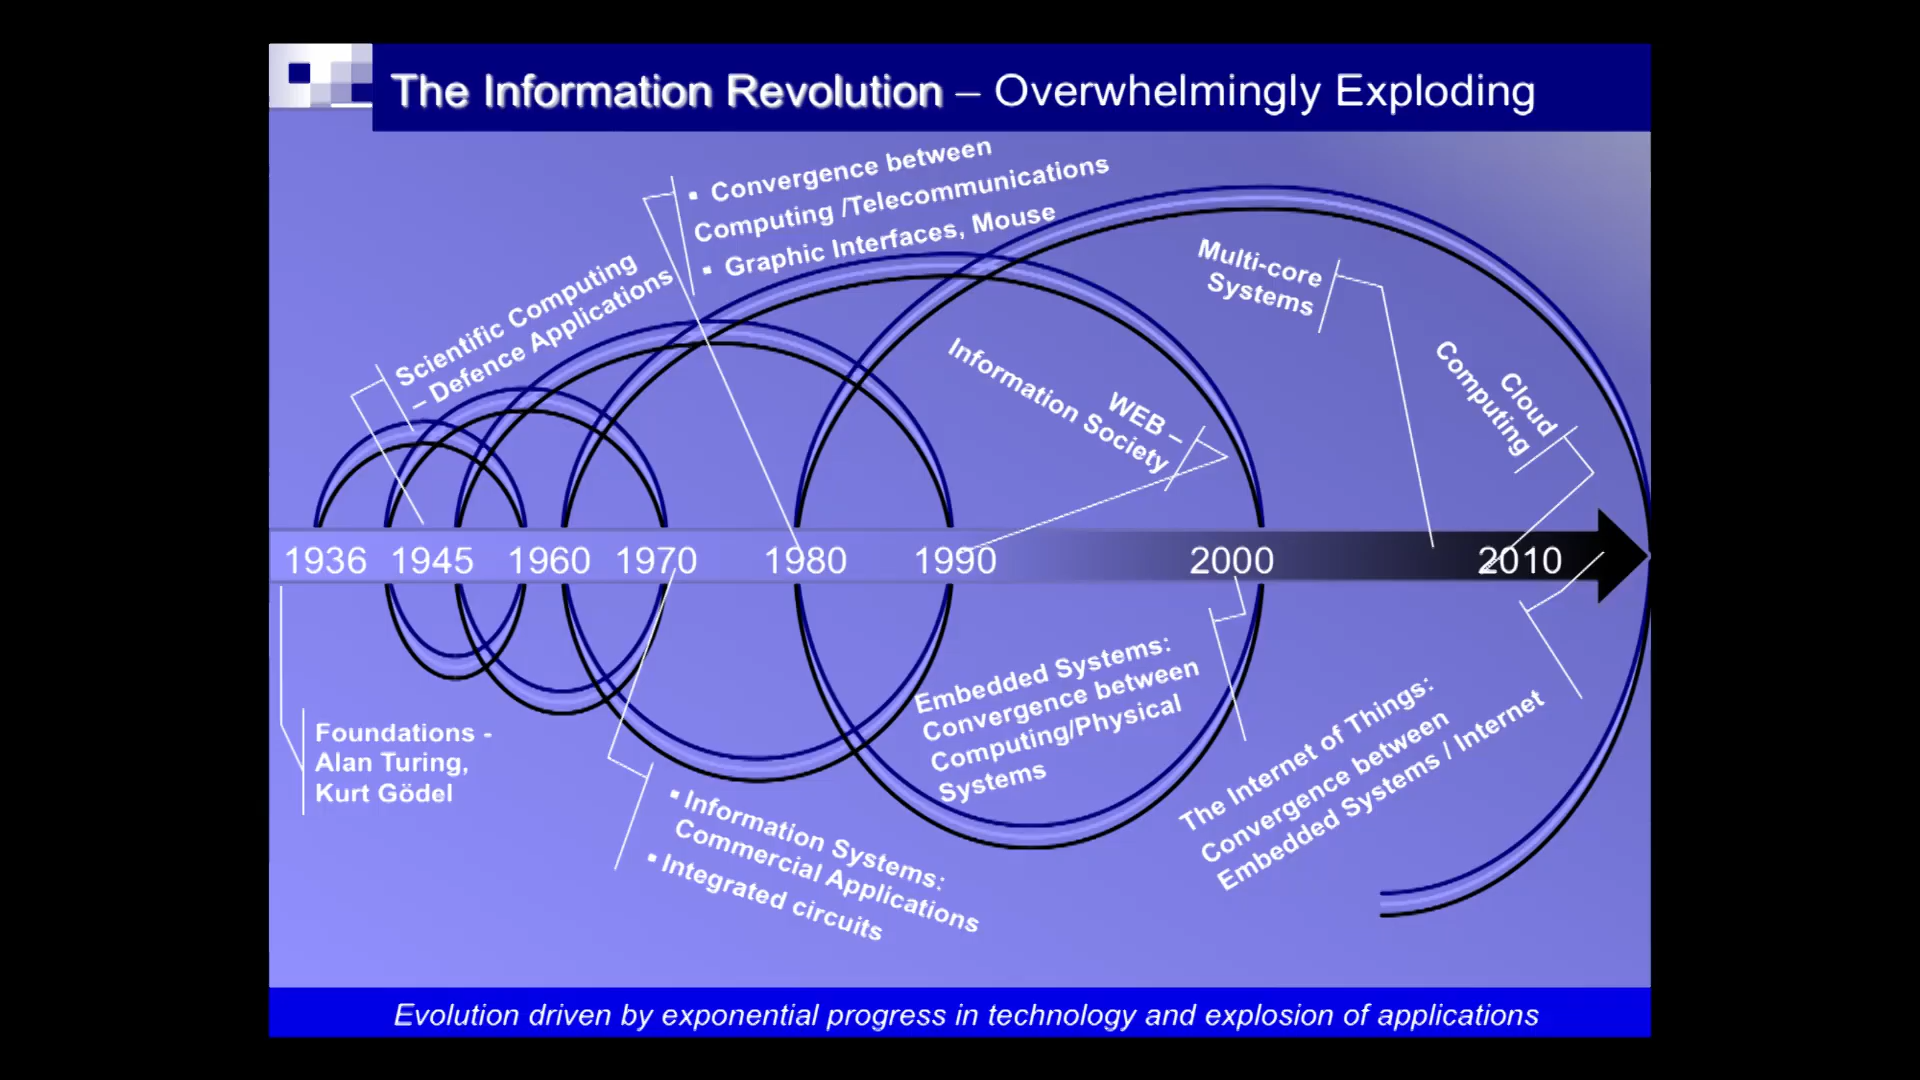 The Information Revolution – Overwhelmingly Exploding
▪ Convergence between
Computing /Telecommunications
▪ Graphic Interfaces, Mouse
Scientific Computing
– Defence Applications
Multi-core
Systems
Cloud
Computing
WEB –
Information Society
1936 1945 1960 1970 1980 1990 2000 2010
Foundations -
Alan Turing,
Kurt Gödel
▪ Information Systems:
Commercial Applications
▪ Integrated circuits
Embedded Systems:
Convergence between
Computing/Physical
Systems
The Internet of Things:
Convergence between
Embedded Systems / Internet
Evolution driven by exponential progress in technology and explosion of applications